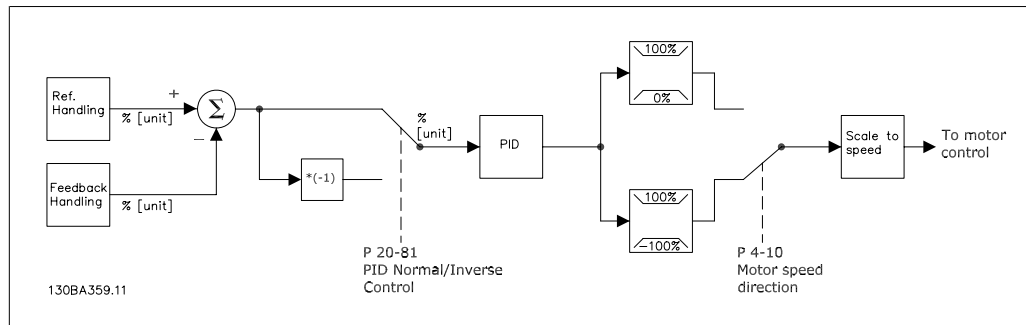 Ref.
Handling
+
% [unit]
Σ
−
Feedback
Handling
% [unit]
*(-1)
%
[unit]
P 20-81
PID Normal/Inverse
Control
PID
100%
0%
100%
−100%
P 4-10
Motor speed
direction
Scale to
speed
To motor
control
130BA359.11